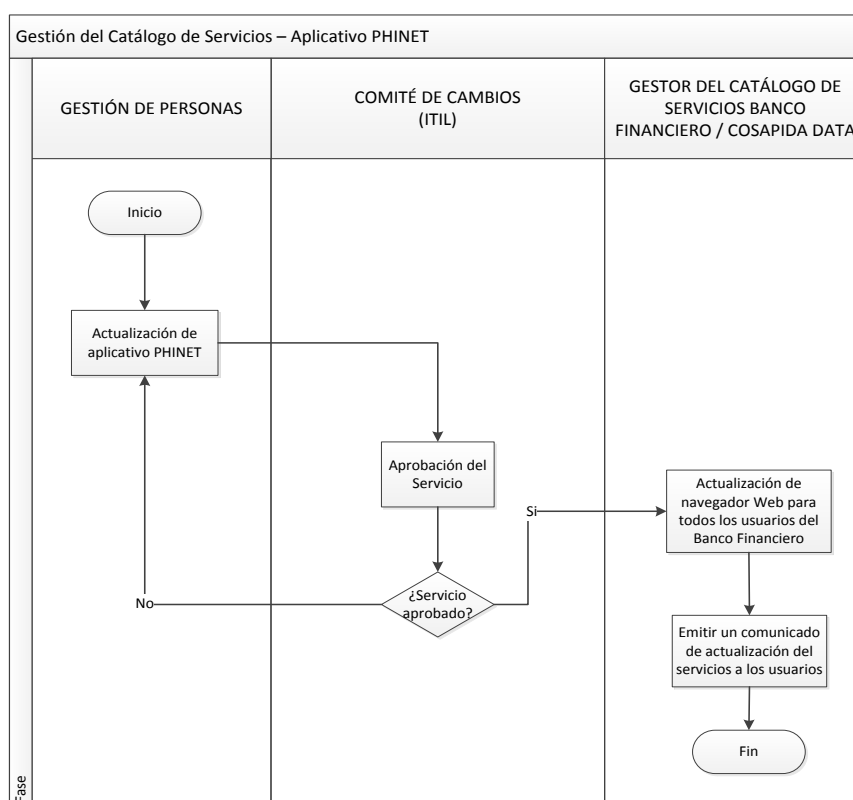 Gestión del Catálogo de Servicios – Aplicativo PHINET
GESTIÓN DE PERSONAS
COMITÉ DE CAMBIOS
(ITIL)
GESTOR DEL CATÁLOGO DE
SERVICIOS BANCO
FINANCIERO / COSAPIDA DATA
Inicio
Actualización de
aplicativo PHINET
Aprobación del
Servicio
¿Servicio
aprobado?
No
Si
Actualización de
navegador Web para
todos los usuarios del
Banco Financiero
Emitir un comunicado
de actualización del
servicios a los usuarios
Fin
Fase